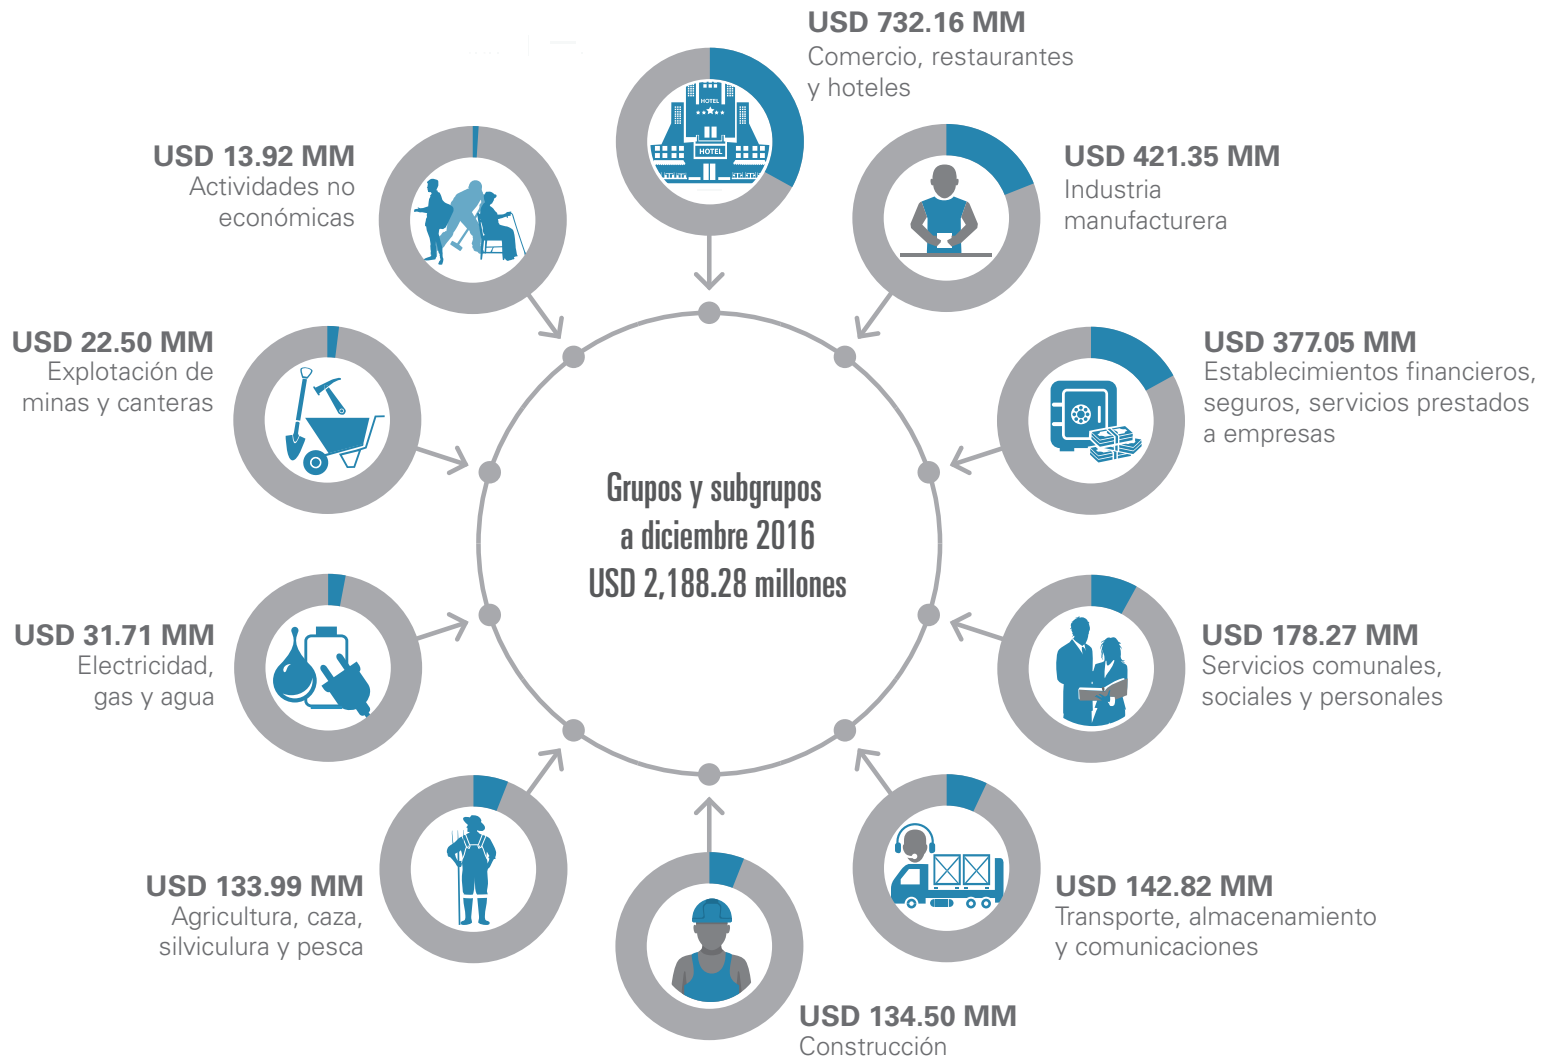 USD 732.16 MM
Comercio, restaurantes
y hoteles
HOTEL
HOTEL
USD 421.35 MM
Industria
manufacturera
USD 377.05 MM
Establecimientos financieros,
seguros, servicios prestados
a empresas
USD 178.27 MM
Servicios comunales,
sociales y personales
USD 142.82 MM
Transporte, almacenamiento
y comunicaciones
USD 134.50 MM
Construcción
USD 133.99 MM
Agricultura, caza,
silviculura y pesca
USD 31.71 MM
Electricidad,
gas y agua
USD 22.50 MM
Explotación de
minas y canteras
USD 13.92 MM
Actividades no
económicas
Grupos y subgrupos
a diciembre 2016
USD 2,188.28 millones